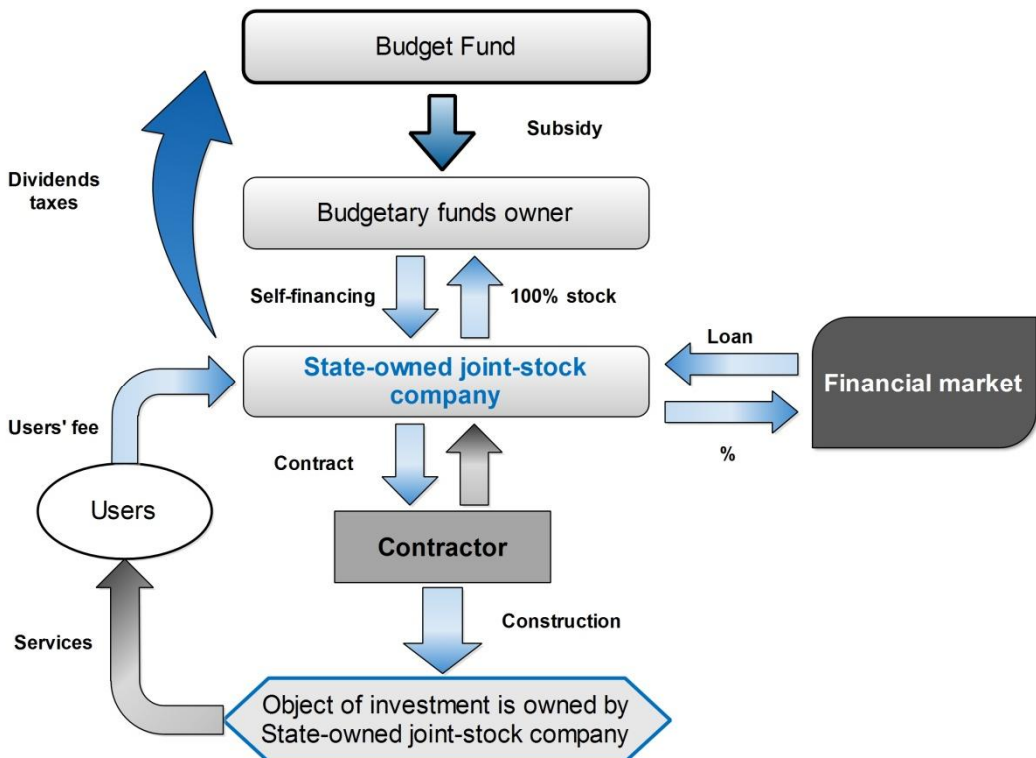 Budget Fund
Subsidy
Dividends
taxes
Budgetary funds owner
Self-financing
100% stock
Loan
State-owned joint-stock
company
Financial market
Users' fee
%
Contract
Users
Contractor
Construction
Services
Object of investment is owned by
State-owned joint-stock company